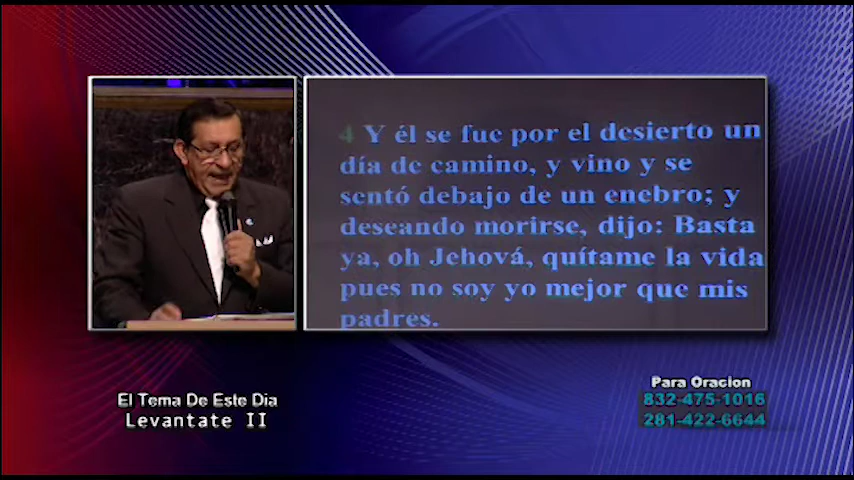 4 Y él se fue por el desierto un
día de camino, y vino y se
sentó debajo de un enebro; y
deseando morirse, dijo: Basta
ya, oh Jehová, quítame la vida
pues no soy yo mejor que mis
padres.
El Tema De Este Dia
Levantate II
Para Oracion
832-475-1016
281-422-6644